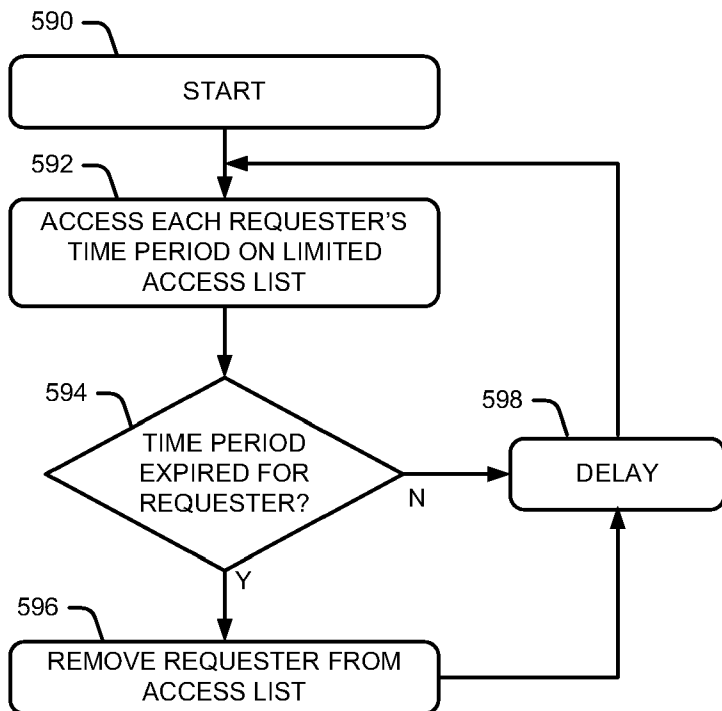 590
START
592
ACCESS EACH REQUESTER'S
TIME PERIOD ON LIMITED
ACCESS LIST
594
TIME PERIOD
EXPIRED FOR
REQUESTER?
N
Y
598
DELAY
596
REMOVE REQUESTER FROM
ACCESS LIST